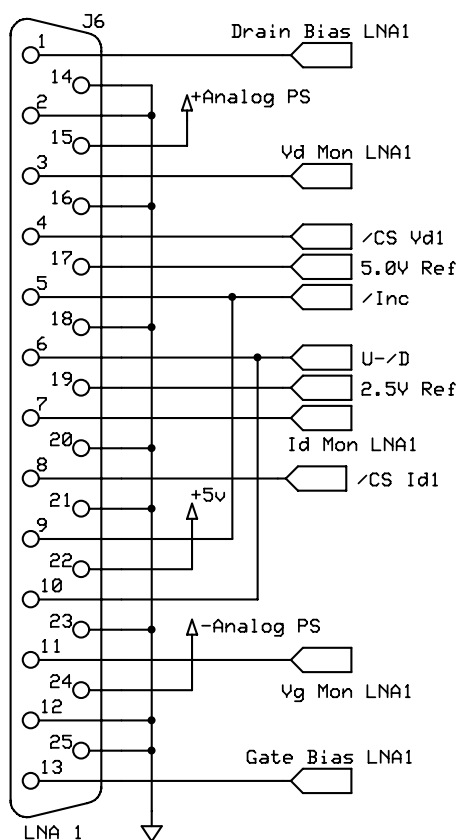 J6
Drain Bias LNA1
1
14
+Analog PS
2
15
Vd Mon LNA1
3
16
4
/CS Vd1
17
5.0V Ref
5
/Inc
18
6
U-/D
19
2.5V Ref
7
Id Mon LNA1
20
8
/CS Id1
21
+5v
9
22
10
23
-Analog PS
11
24
Vg Mon LNA1
12
25
Gate Bias LNA1
13
LNA 1